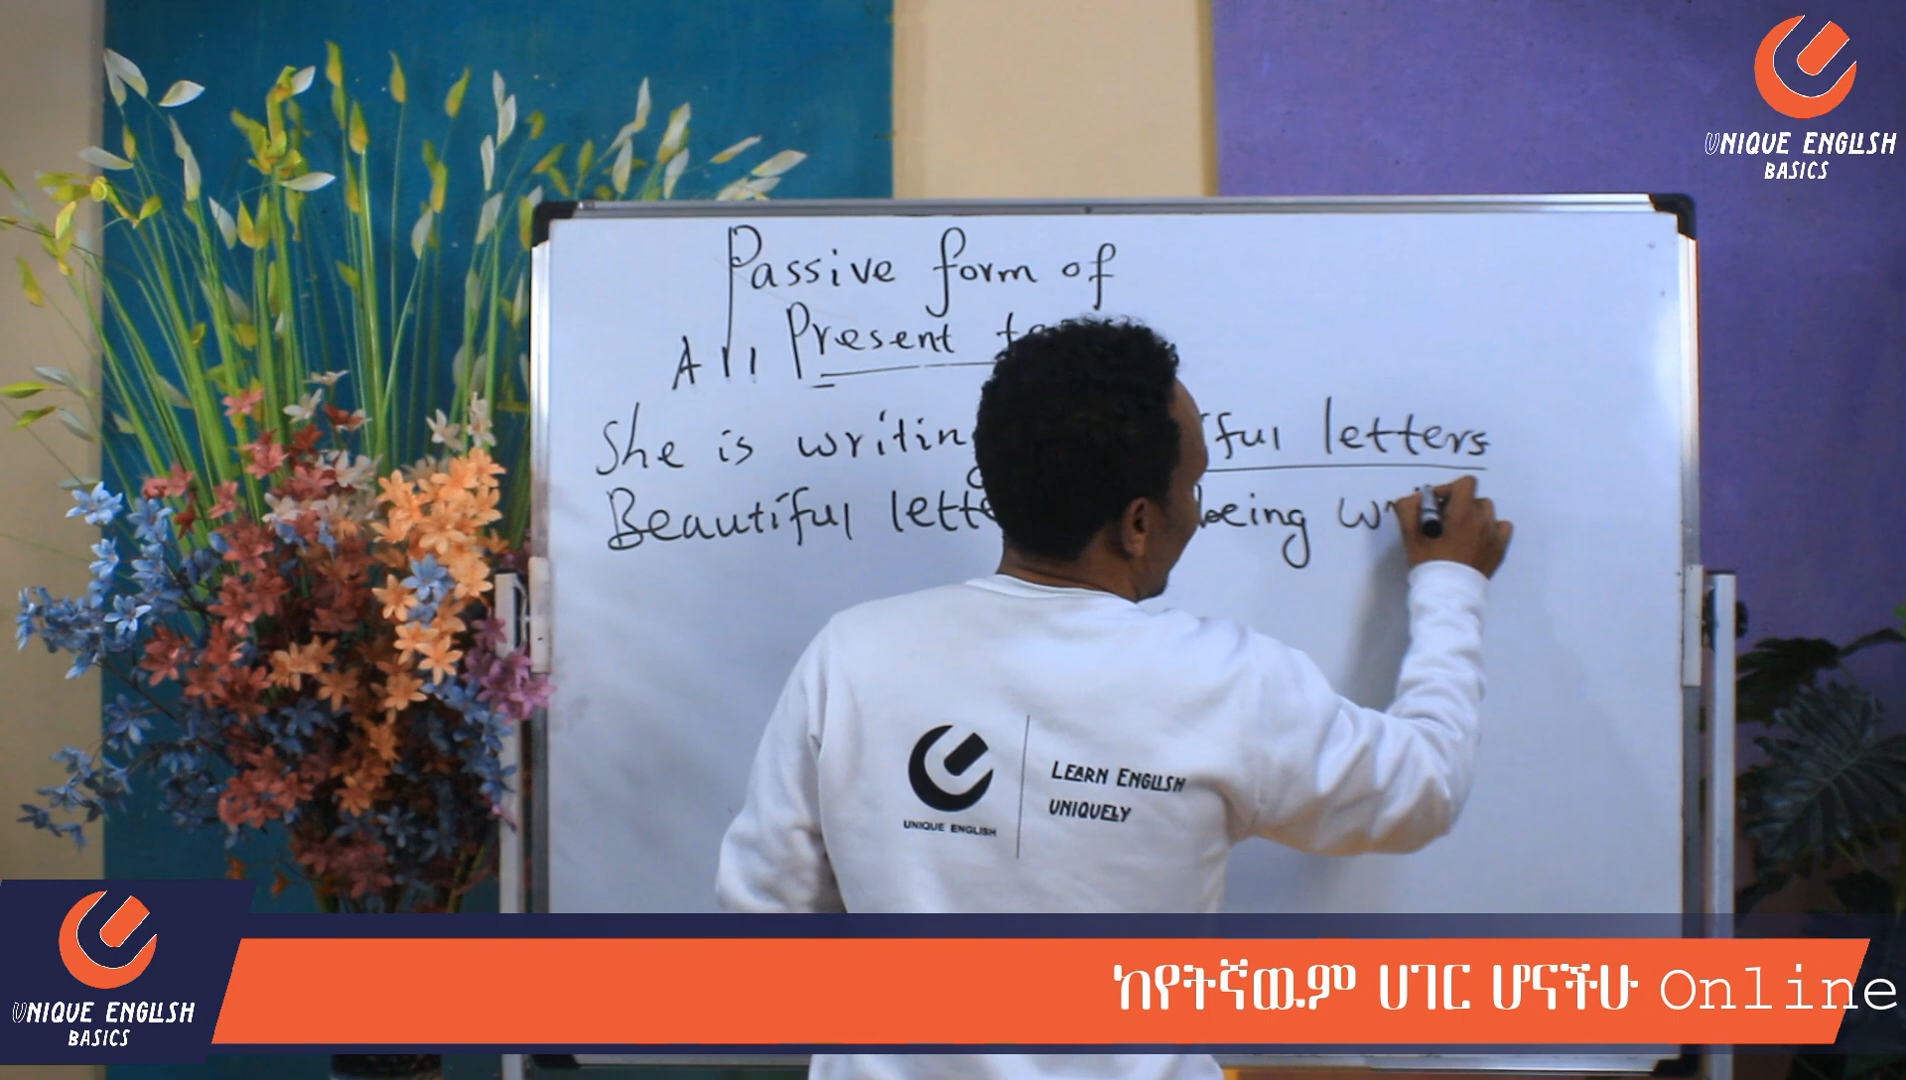 UNIQUE ENGLISH
BASICS
Passive form of
All Present
She is writing letters
Beautiful being
LEARN ENGLISH
UNIQUELY
UNIQUE ENGLISH
ከየትኛዉም ሀገር ሆናችሁ Online
UNIQUE ENGLISH
BASICS